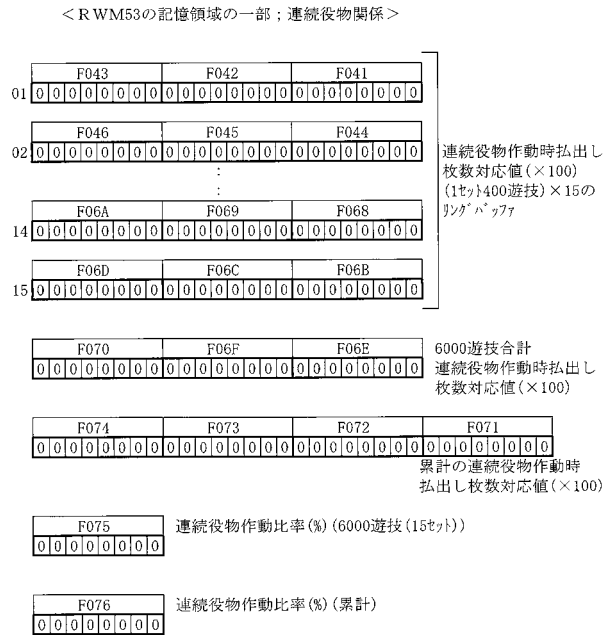 ＜RWM53の記憶領域の一部；連続役物関係＞
F043 F042 F041
01 0 0 0 0 0 0 0 0 0 0 0 0 0 0 0 0 0 0 0 0 0 0 0 0
F046 F045 F044
02 0 0 0 0 0 0 0 0 0 0 0 0 0 0 0 0 0 0 0 0 0 0 0 0
：
連続役物作動時払出し
枚数対応値(×100)
(1セット400遊技)×15の
リングバッファ
F06A F069 F068
14 0 0 0 0 0 0 0 0 0 0 0 0 0 0 0 0 0 0 0 0 0 0 0 0
F06D F06C F06B
15 0 0 0 0 0 0 0 0 0 0 0 0 0 0 0 0 0 0 0 0 0 0 0 0
F070 F06F F06E
0 0 0 0 0 0 0 0 0 0 0 0 0 0 0 0 0 0 0 0 0 0 0 0
6000遊技合計
連続役物作動時払出し
枚数対応値(×100)
F074 F073 F072 F071
0 0 0 0 0 0 0 0 0 0 0 0 0 0 0 0 0 0 0 0 0 0 0 0 0 0 0 0 0 0 0 0
累計の連続役物作動時
払出し枚数対応値(×100)
F075
0 0 0 0 0 0 0 0
連続役物作動比率(%)(6000遊技(15セット))
F076
0 0 0 0 0 0 0 0
連続役物作動比率(%)(累計)